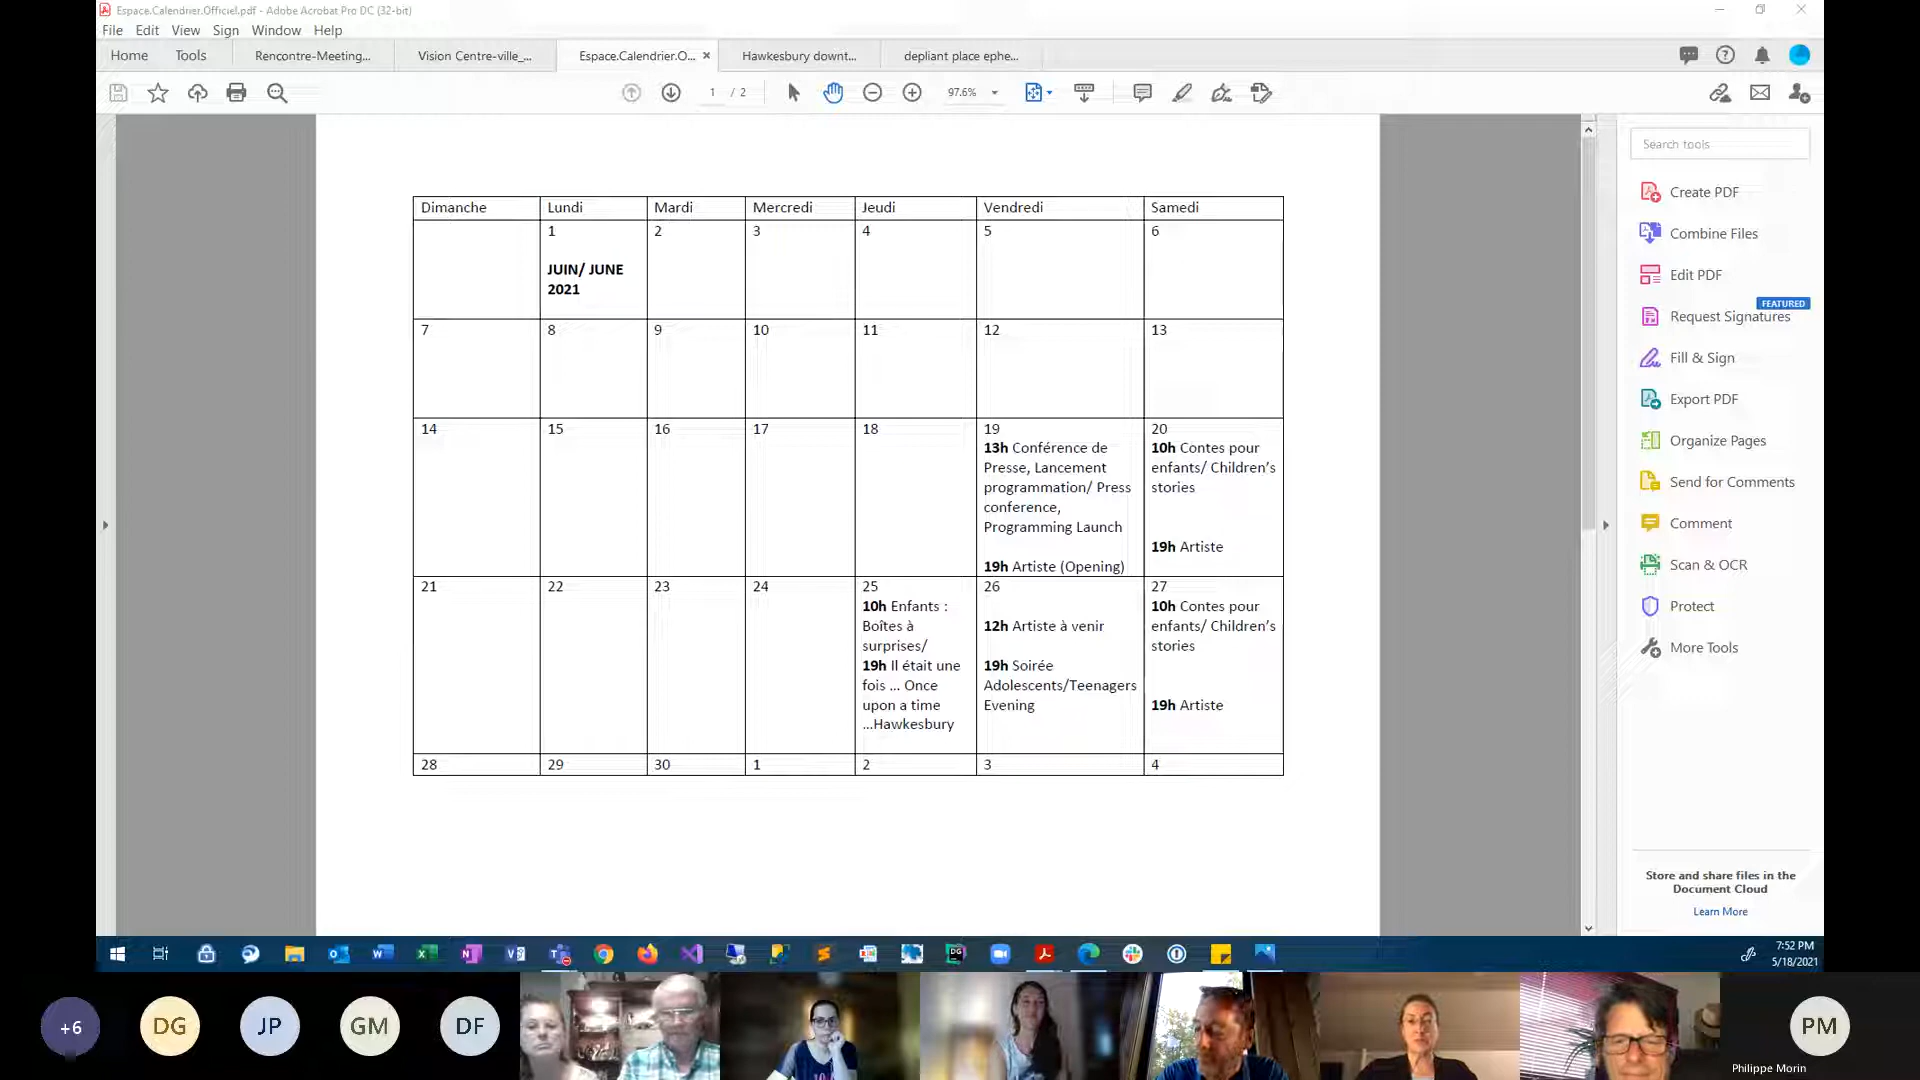 Espace.Calendrier.Officiel.pdf - Adobe Acrobat Pro DC (32-bit)
File Edit View Sign Window Help
Home Tools Rencontre-Meeting... Vision Centre-ville_... Espace.Calendrier.O... Hawkesbury downt... depliant place ephe...
1 / 2 97.6%
Search tools
Create PDF
Combine Files
Edit PDF
FEATURED
Request Signatures
Fill & Sign
Export PDF
Organize Pages
Send for Comments
Comment
Scan & OCR
Protect
More Tools
Store and share files in the
Document Cloud
Learn More
Dimanche Lundi Mardi Mercredi Jeudi Vendredi Samedi
1 2 3 4 5 6
JUIN/ JUNE
2021
7 8 9 10 11 12 13
14 15 16 17 18 19 20
13h Conférence de
Presse, Lancement
programmation/ Press
conference,
Programming Launch
19h Artiste (Opening)
10h Contes pour
enfants/ Children's
stories
19h Artiste
21 22 23 24 25 26 27
10h Enfants :
Boîtes à
surprises/
19h Il était une
fois ... Once
upon a time
...Hawkesbury
12h Artiste à venir
19h Soirée
Adolescents/Teenagers
Evening
10h Contes pour
enfants/ Children's
stories
19h Artiste
28 29 30 1 2 3 4
7:52 PM
5/18/2021
+6 DG JP GM DF PM
Philippe Morin